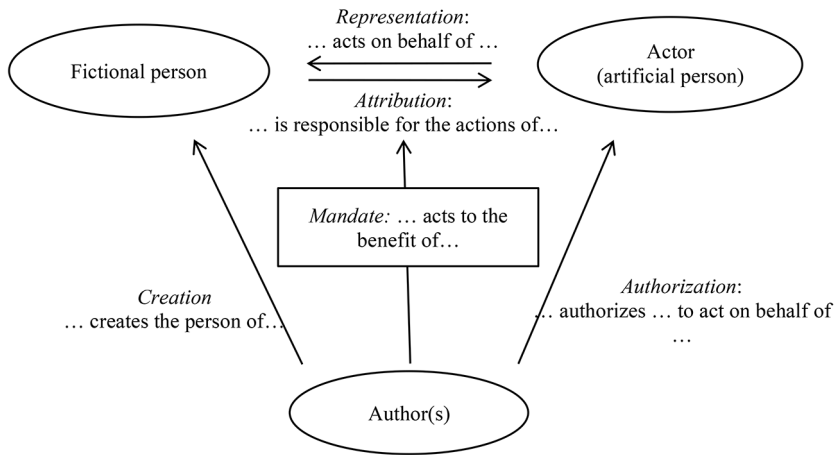 Representation:
… acts on behalf of …
Fictional person
Actor
(artificial person)
Attribution:
… is responsible for the actions of…
Mandate: … acts to the
benefit of…
Creation
… creates the person of…
Authorization:
… authorizes … to act on behalf of
…
Author(s)